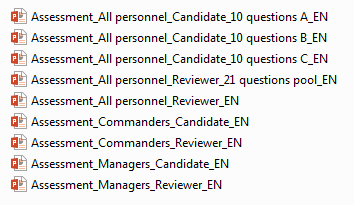 Assessment_All personnel_Candidate_10 questions A_EN
Assessment_All personnel_Candidate_10 questions B_EN
Assessment_All personnel_Candidate_10 questions C_EN
Assessment_All personnel_Reviewer_21 questions pool_EN
Assessment_All personnel_Reviewer_EN
Assessment_Commanders_Candidate_EN
Assessment_Commanders_Reviewer_EN
Assessment_Managers_Candidate_EN
Assessment_Managers_Reviewer_EN